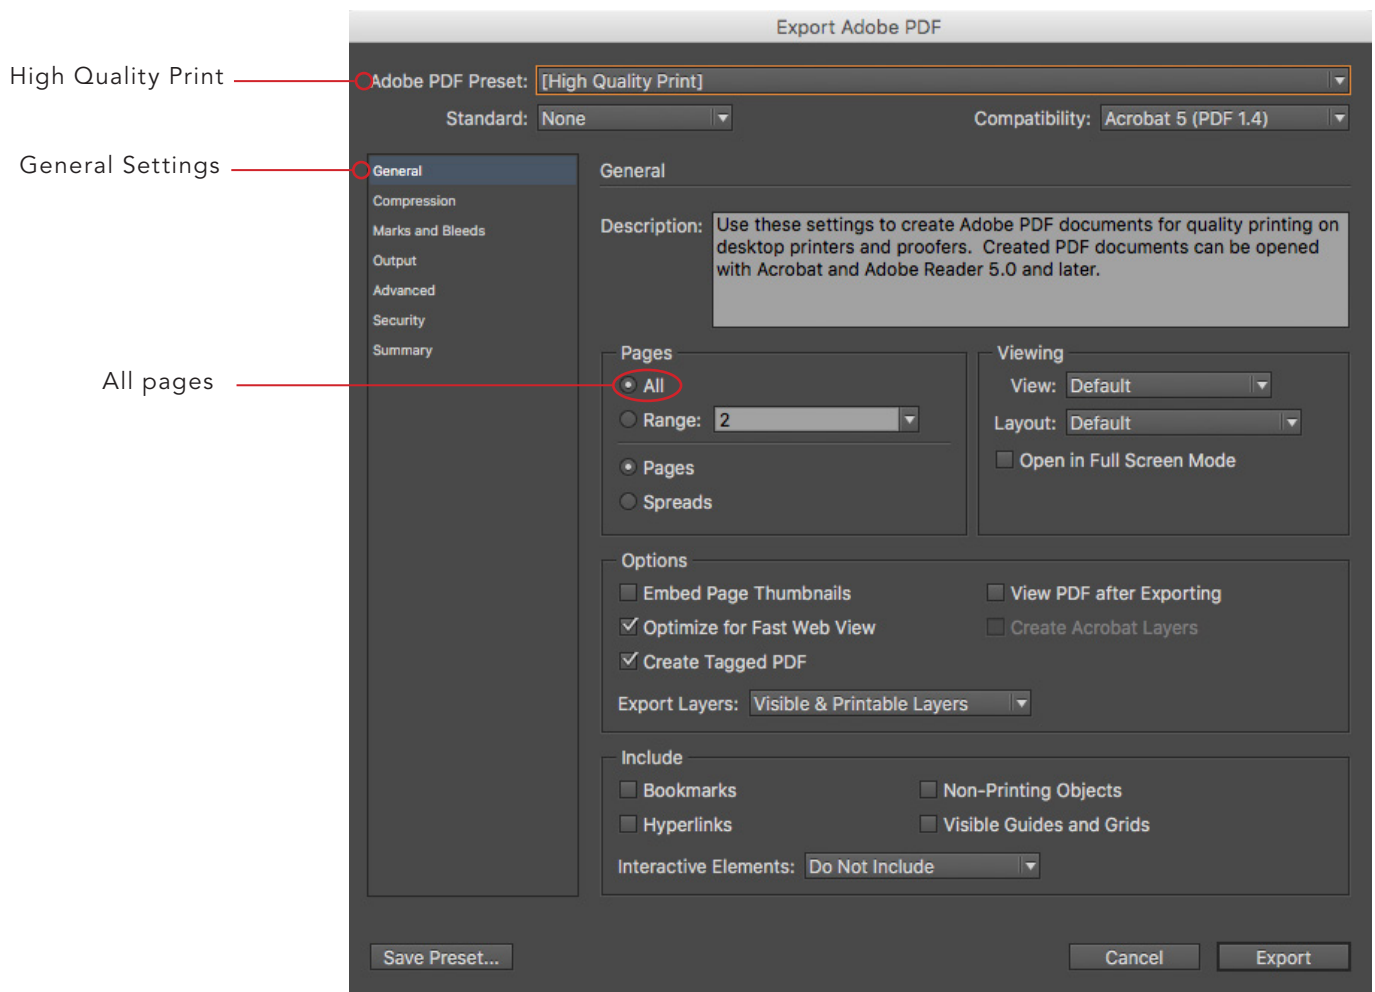 Export Adobe PDF
High Quality Print
Adobe PDF Preset: [High Quality Print]
Standard: None
Compatibility: Acrobat 5 (PDF 1.4)
General Settings
General
Compression
Marks and Bleeds
Output
Advanced
Security
Summary
General
Description: Use these settings to create Adobe PDF documents for quality printing on
desktop printers and proofers. Created PDF documents can be opened
with Acrobat and Adobe Reader 5.0 and later.
All pages
Pages
All
Range: 2
Pages
Spreads
Viewing
View: Default
Layout: Default
Open in Full Screen Mode
Options
Embed Page Thumbnails
View PDF after Exporting
Optimize for Fast Web View
Create Acrobat Layers
Create Tagged PDF
Export Layers: Visible & Printable Layers
Include
Bookmarks
Non-Printing Objects
Hyperlinks
Visible Guides and Grids
Interactive Elements: Do Not Include
Save Preset...
Cancel
Export